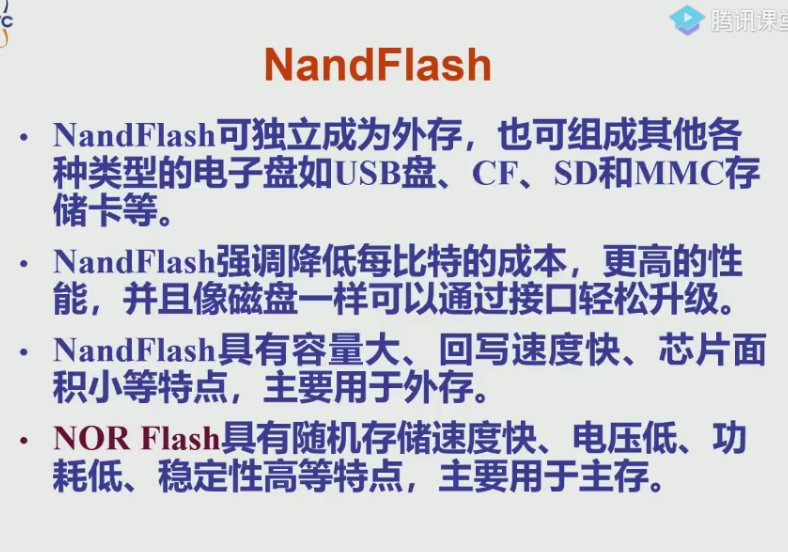 腾讯课堂
NandFlash
• NandFlash可独立成为外存，也可组成其他各
种类型的电子盘如USB盘、CF、SD和MMC存
储卡等。
• NandFlash强调降低每比特的成本，更高的性
能，并且像磁盘一样可以通过接口轻松升级。
• NandFlash具有容量大、回写速度快、芯片面
积小等特点，主要用于外存。
• NOR Flash具有随机存储速度快、电压低、功
耗低、稳定性高等特点，主要用于主存。